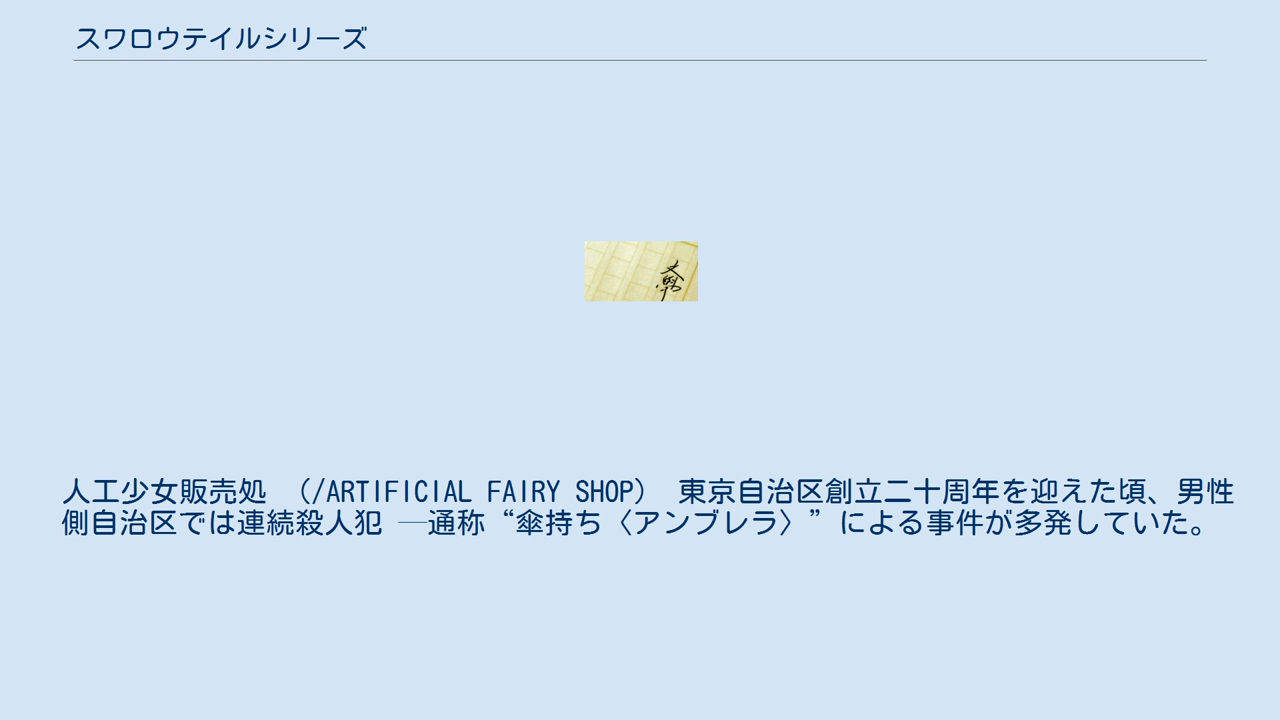 スワロウテイルシリーズ
人工少女販売処 （/ARTIFICIAL FAIRY SHOP） 東京自治区創立二十周年を迎えた頃、男性
側自治区では連続殺人犯 ─通称“傘持ち〈アンブレラ〉”による事件が多発していた。